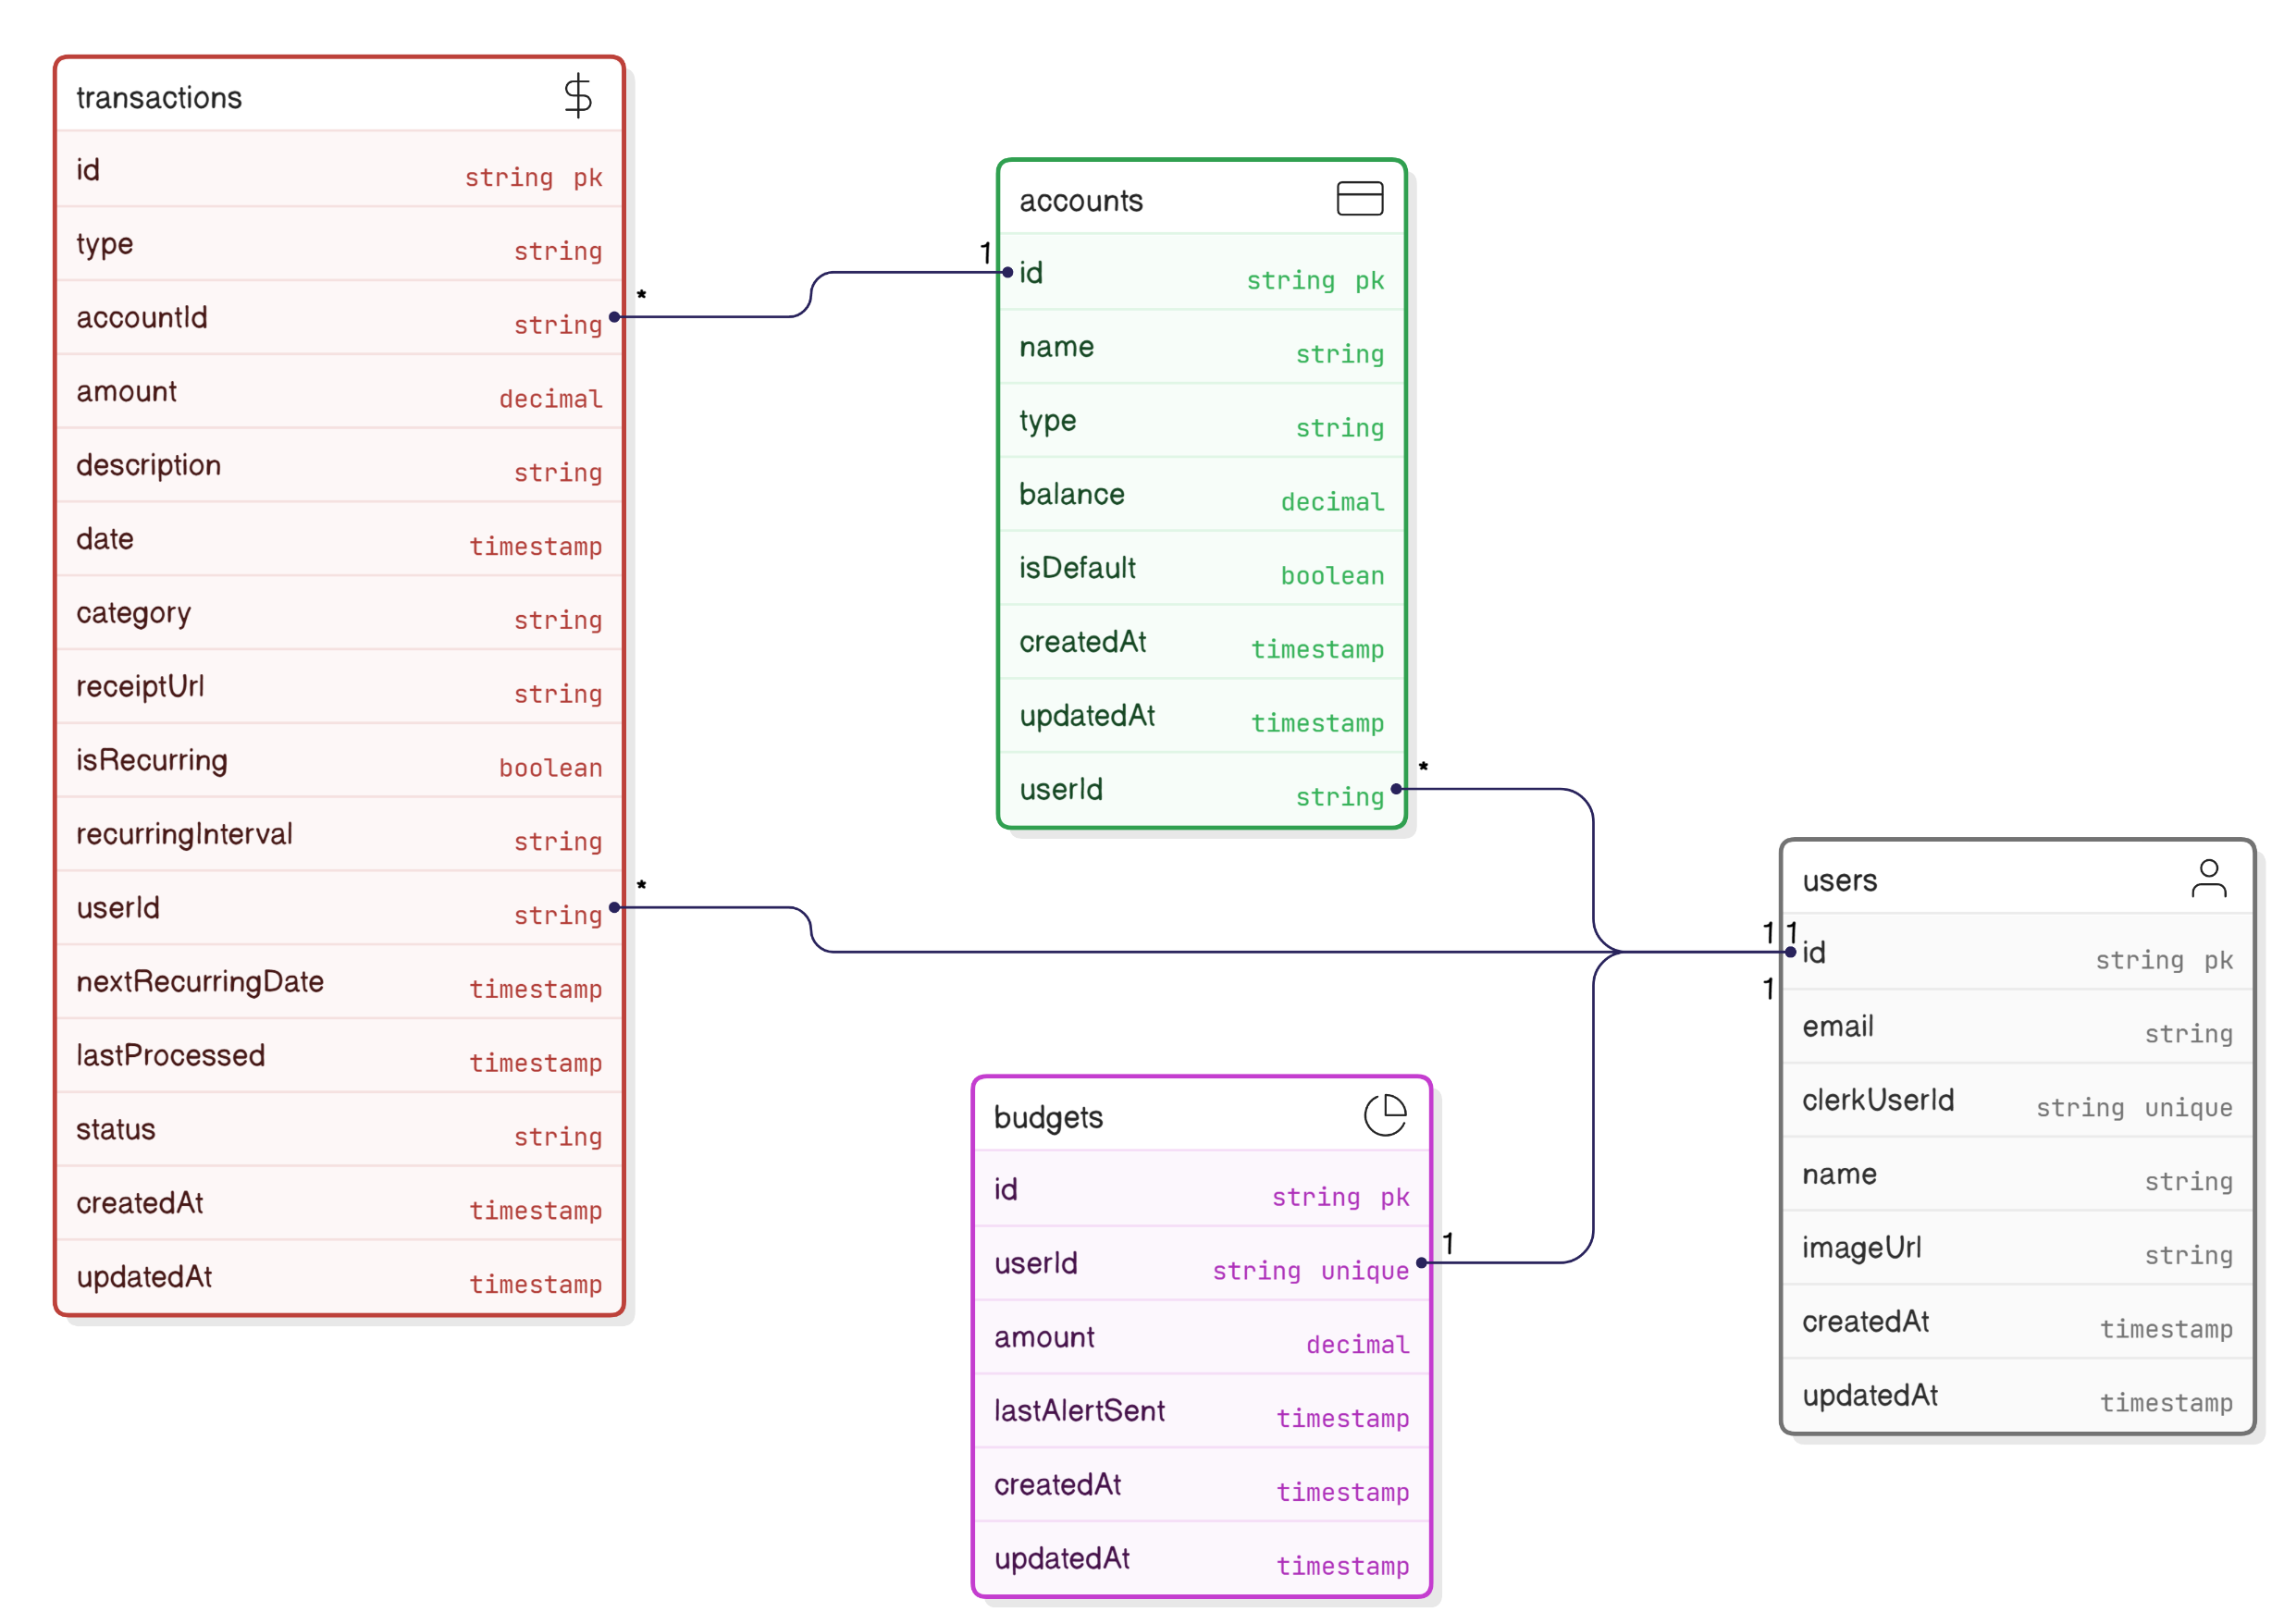 transactions
id string pk
type string
accountId string
*
amount decimal
description string
date timestamp
category string
receiptUrl string
isRecurring boolean
recurringInterval string
userId string
*
nextRecurringDate timestamp
lastProcessed timestamp
status string
createdAt timestamp
updatedAt timestamp
accounts
1
id string pk
name string
type string
balance decimal
isDefault boolean
createdAt timestamp
updatedAt timestamp
userId string
*
budgets
id string pk
userId string unique
1
amount decimal
lastAlertSent timestamp
createdAt timestamp
updatedAt timestamp
users
1 1
id string pk
1
email string
clerkUserId string unique
name string
imageUrl string
createdAt timestamp
updatedAt timestamp